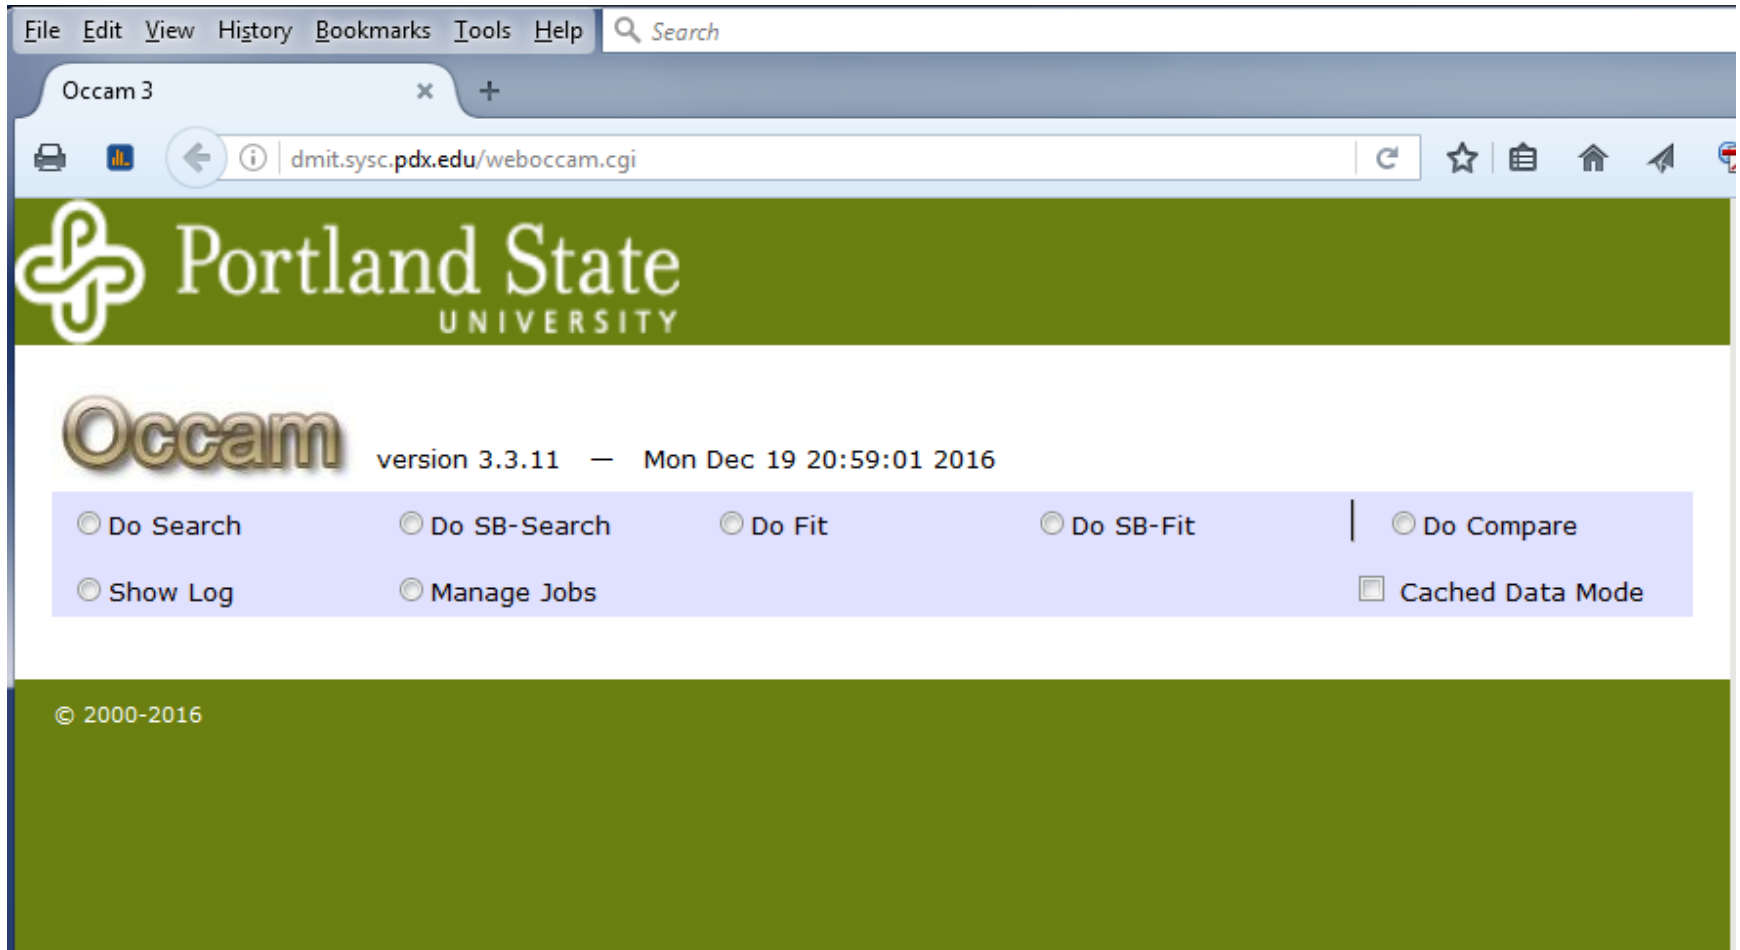 File Edit View History Bookmarks Tools Help Search
Occam 3
dmit.sysc.pdx.edu/weboccam.cgi
Portland State
UNIVERSITY
Occam version 3.3.11 — Mon Dec 19 20:59:01 2016
Do Search Do SB-Search Do Fit Do SB-Fit Do Compare
Show Log Manage Jobs Cached Data Mode
© 2000-2016